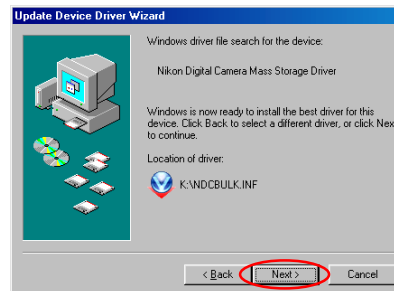 Update Device Driver Wizard
Windows driver file search for the device:
Nikon Digital Camera Mass Storage Driver
Windows is now ready to install the best driver for this
device. Click Back to select a different driver, or click Nex
to continue.
Location of driver:
K:\NDCBULK.INF
< Back
Next >
Cancel